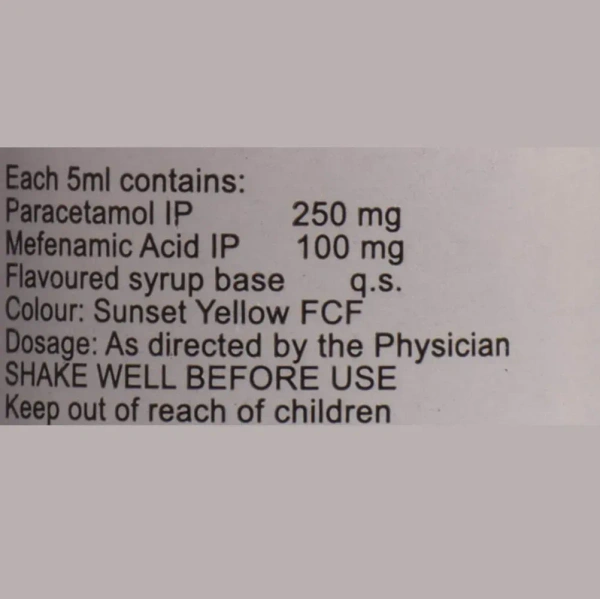 Each 5ml contains:
Paracetamol IP 250 mg
Mefenamic Acid IP 100 mg
Flavoured syrup base q.s.
Colour: Sunset Yellow FCF
Dosage: As directed by the Physician
SHAKE WELL BEFORE USE
Keep out of reach of children